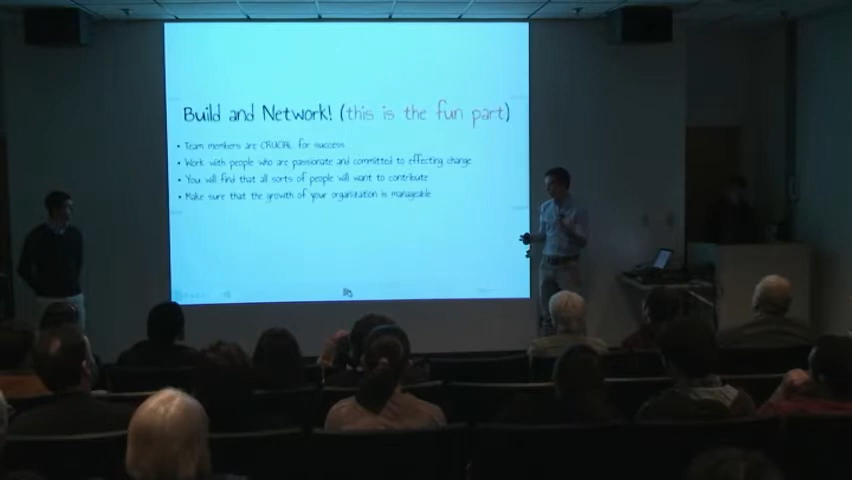 Build and Network! (this is the fun part)
• Team members are CRUCIAL for success
• Work with people who are passionate and committed to effecting change
• You will find that all sorts of people will want to contribute
• Make sure that the growth of your organization is manageable